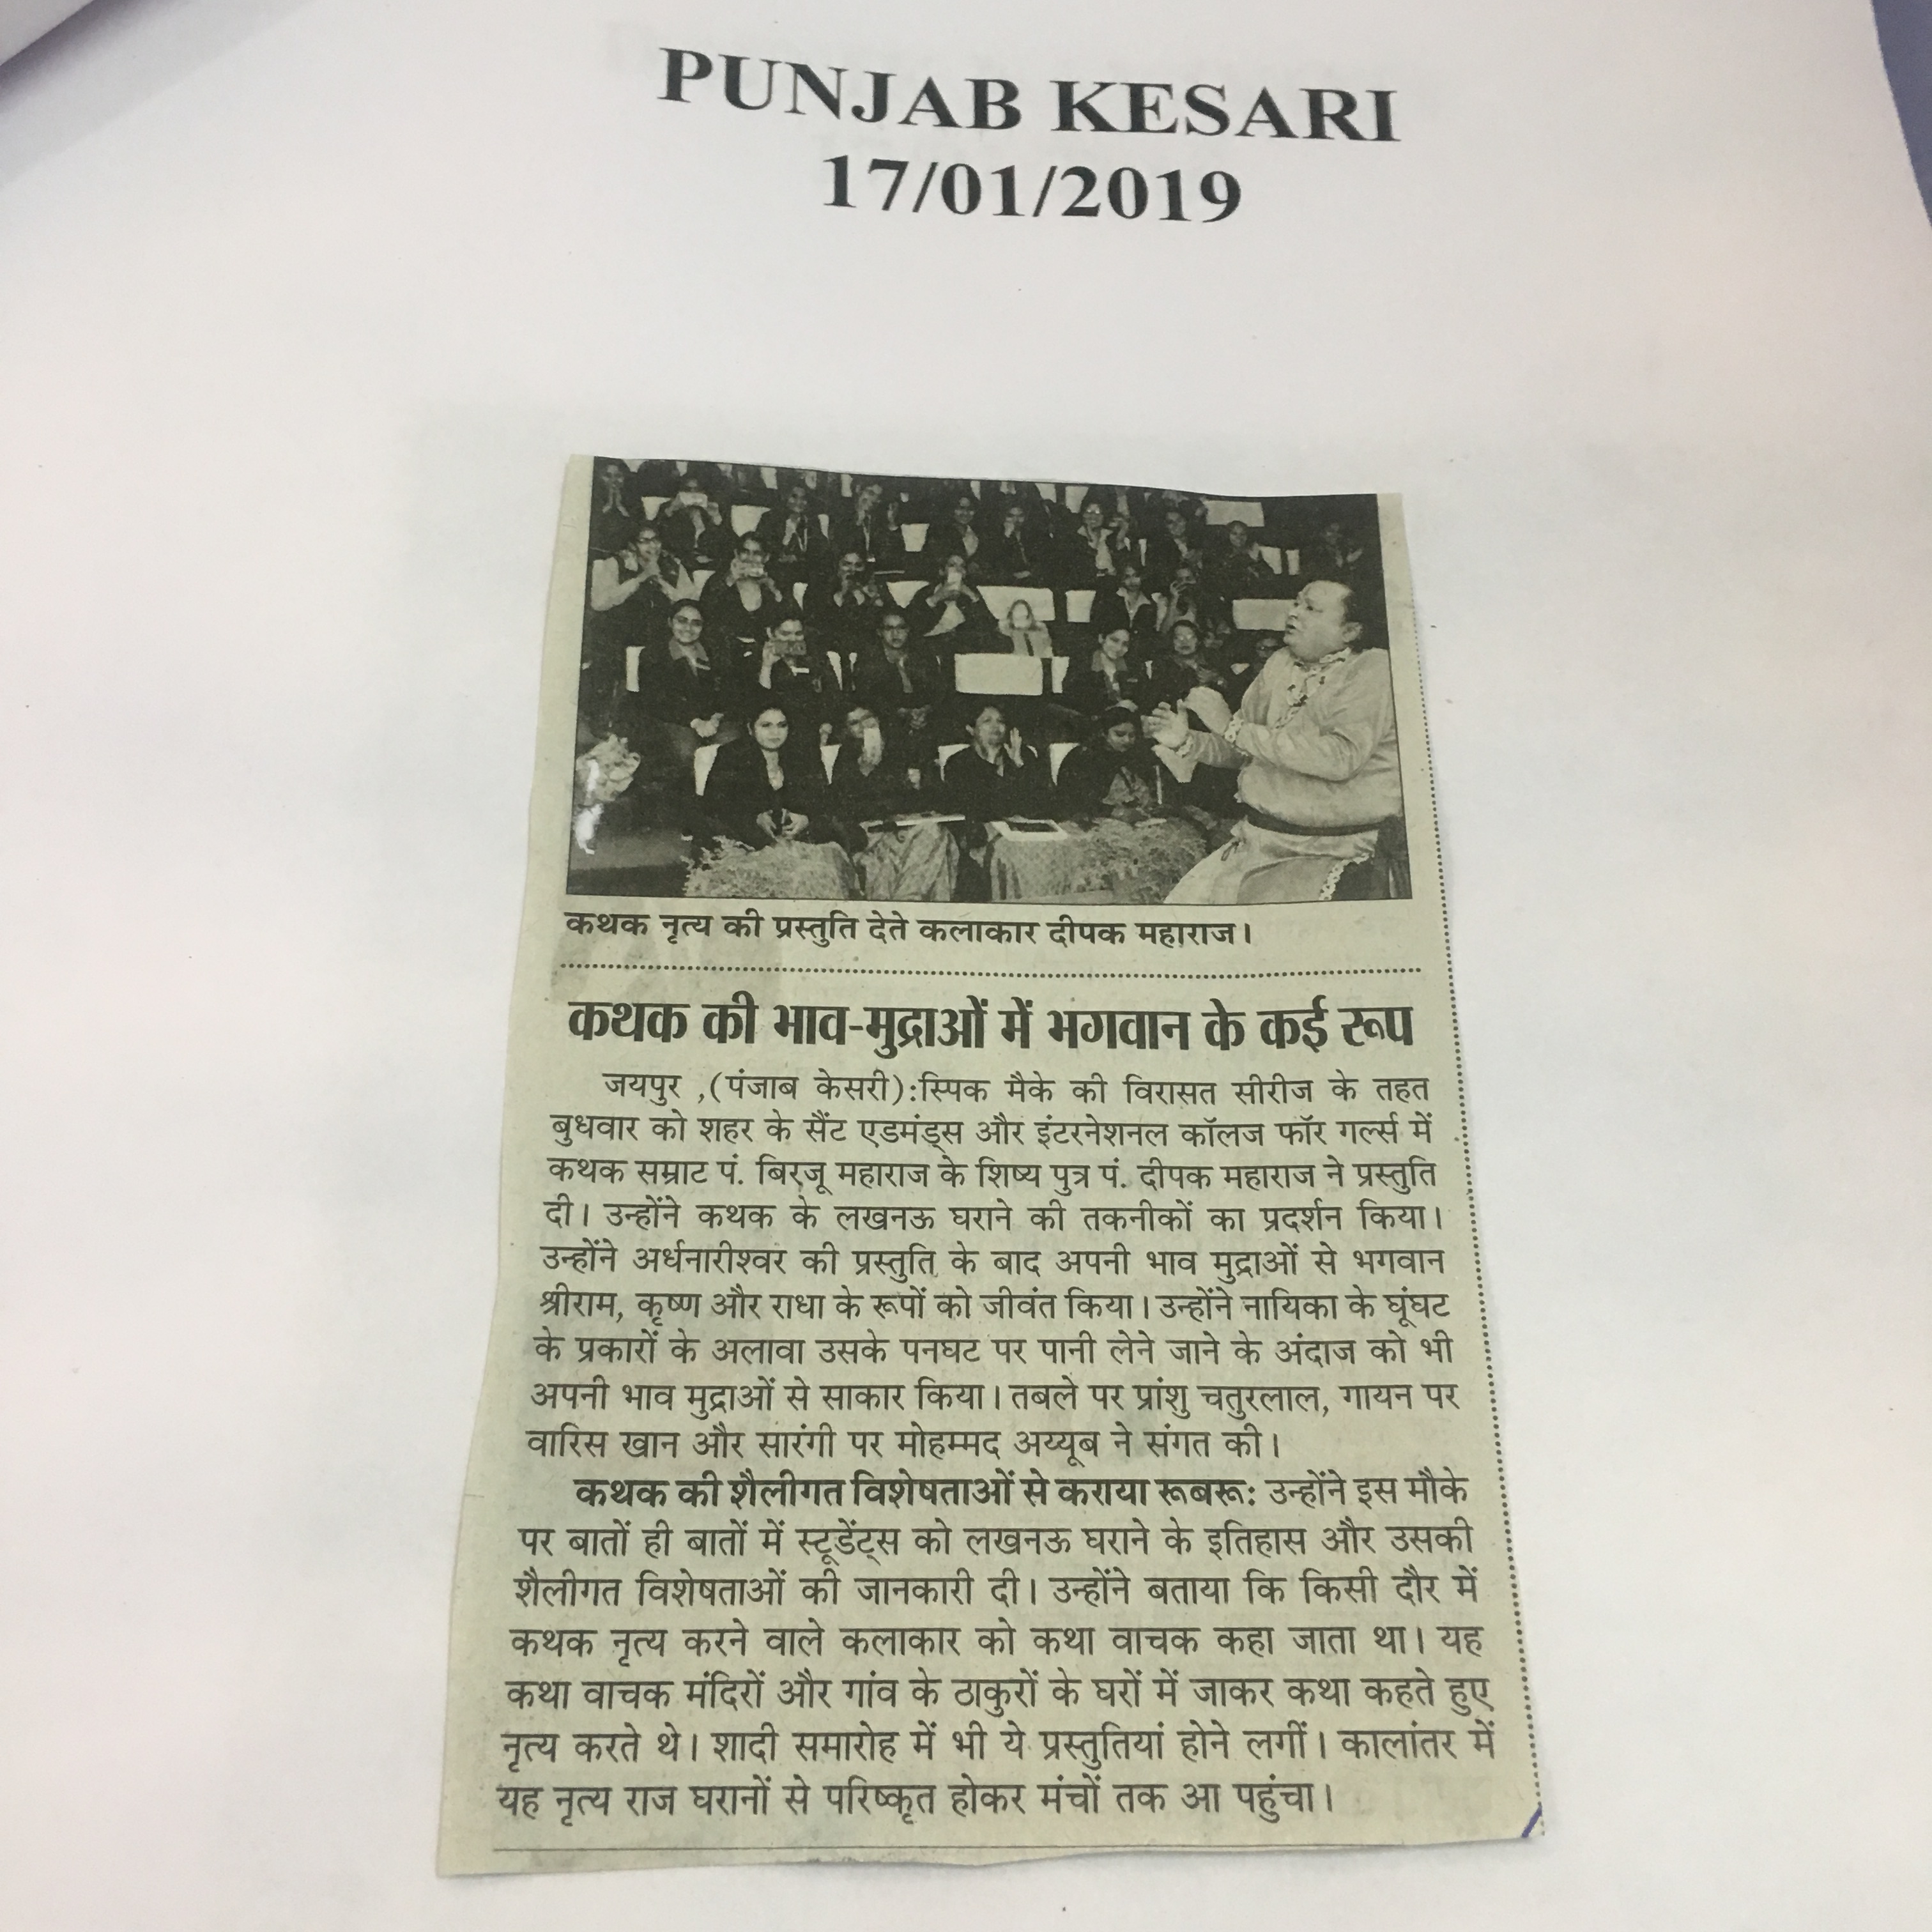 PUNJAB KESARI
17/01/2019
कथक नृत्य की प्रस्तुति देते कलाकार दीपक महाराज।
कथक की भाव-मुद्राओं में भगवान के कई रूप
जयपुर ,(पंजाब केसरी):स्पिक मैके की विरासत सीरीज के तहत
बुधवार को शहर के सैंट एडमंड्स और इंटरनेशनल कॉलज फॉर गर्ल्स में
कथक सम्राट पं. बिरजू महाराज के शिष्य पुत्र पं. दीपक महाराज ने प्रस्तुति
दी। उन्होंने कथक के लखनऊ घराने की तकनीकों का प्रदर्शन किया।
उन्होंने अर्धनारीश्वर की प्रस्तुति के बाद अपनी भाव मुद्राओं से भगवान
श्रीराम, कृष्ण और राधा के रूपों को जीवंत किया। उन्होंने नायिका के घूंघट
के प्रकारों के अलावा उसके पनघट पर पानी लेने जाने के अंदाज को भी
अपनी भाव मुद्राओं से साकार किया। तबले पर प्रांशु चतुरलाल, गायन पर
वारिस खान और सारंगी पर मोहम्मद अय्यूब ने संगत की।
कथक की शैलीगत विशेषताओं से कराया रूबरू: उन्होंने इस मौके
पर बातों ही बातों में स्टूडेंट्स को लखनऊ घराने के इतिहास और उसकी
शैलीगत विशेषताओं की जानकारी दी। उन्होंने बताया कि किसी दौर में
कथक नृत्य करने वाले कलाकार को कथा वाचक कहा जाता था। यह
कथा वाचक मंदिरों और गांव के ठाकुरों के घरों में जाकर कथा कहते हुए
नृत्य करते थे। शादी समारोह में भी ये प्रस्तुतियां होने लगीं। कालांतर में
यह नृत्य राज घरानों से परिष्कृत होकर मंचों तक आ पहुंचा।